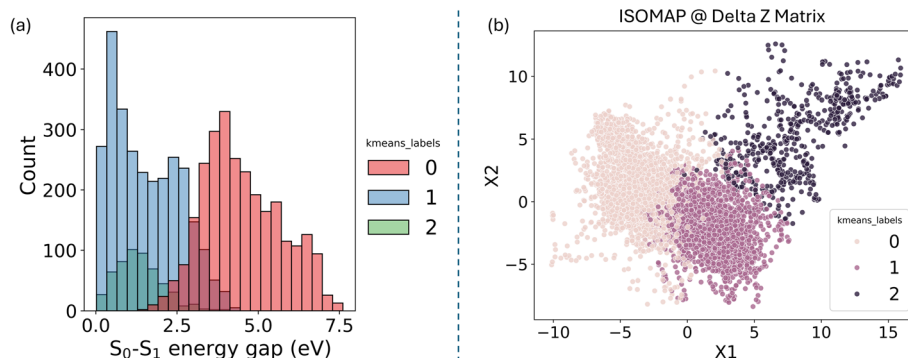 (a)
400
300
200
100
0
Count
0.0 2.5 5.0 7.5
S₀-S₁ energy gap (eV)
kmeans_labels
0
1
2
(b)
ISOMAP @ Delta Z Matrix
10
5
0
−5
X2
−10 −5 0 5 10 15
X1
kmeans_labels
0
1
2